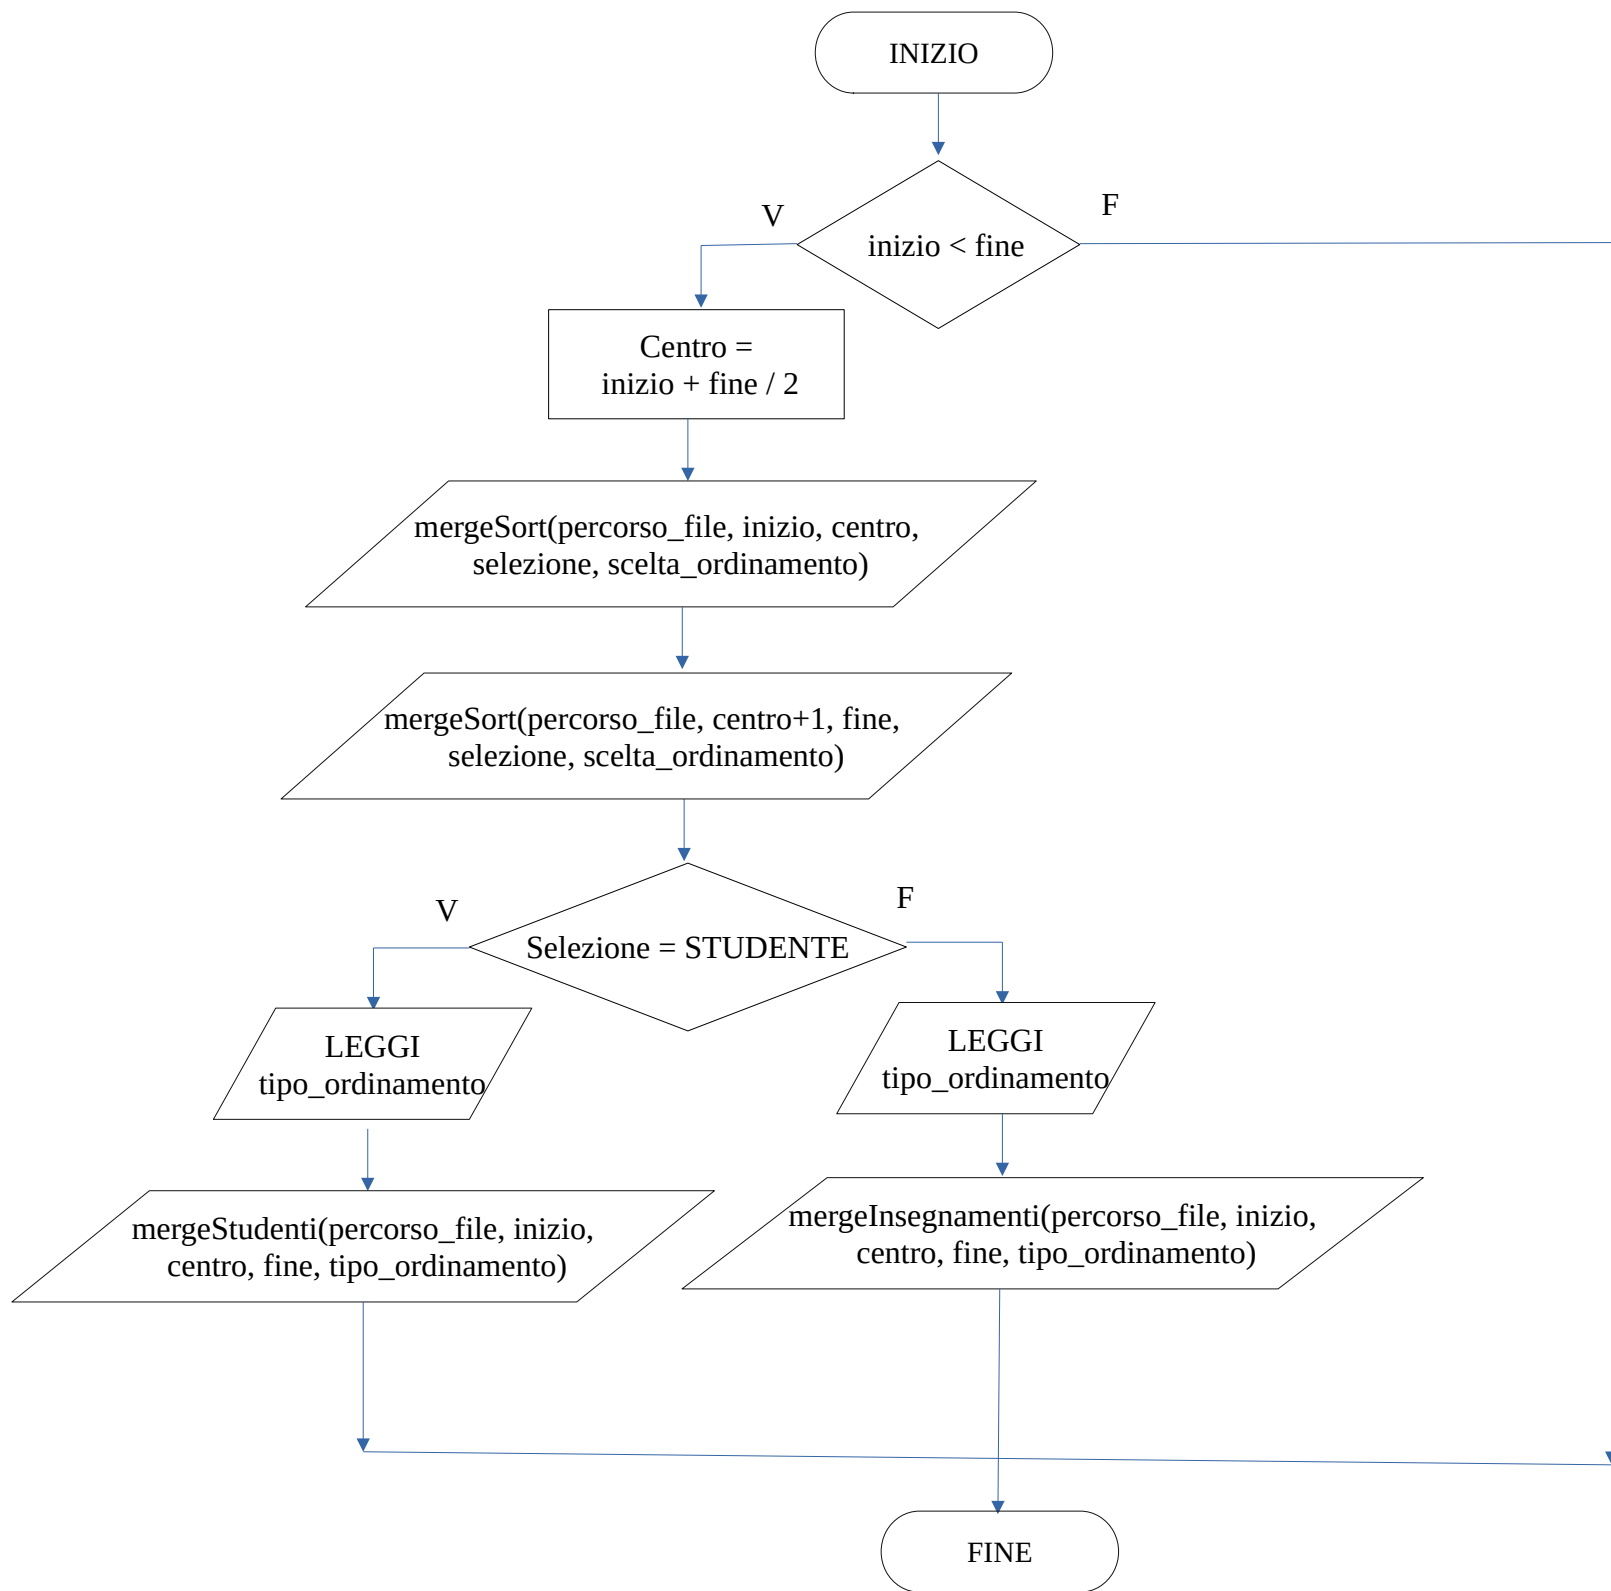 INIZIO
V
F
inizio < fine
Centro =
inizio + fine / 2
mergeSort(percorso_file, inizio, centro,
selezione, scelta_ordinamento)
mergeSort(percorso_file, centro+1, fine,
selezione, scelta_ordinamento)
V
F
Selezione = STUDENTE
LEGGI
tipo_ordinamento
LEGGI
tipo_ordinamento
mergeStudenti(percorso_file, inizio,
centro, fine, tipo_ordinamento)
mergeInsegnamenti(percorso_file, inizio,
centro, fine, tipo_ordinamento)
FINE